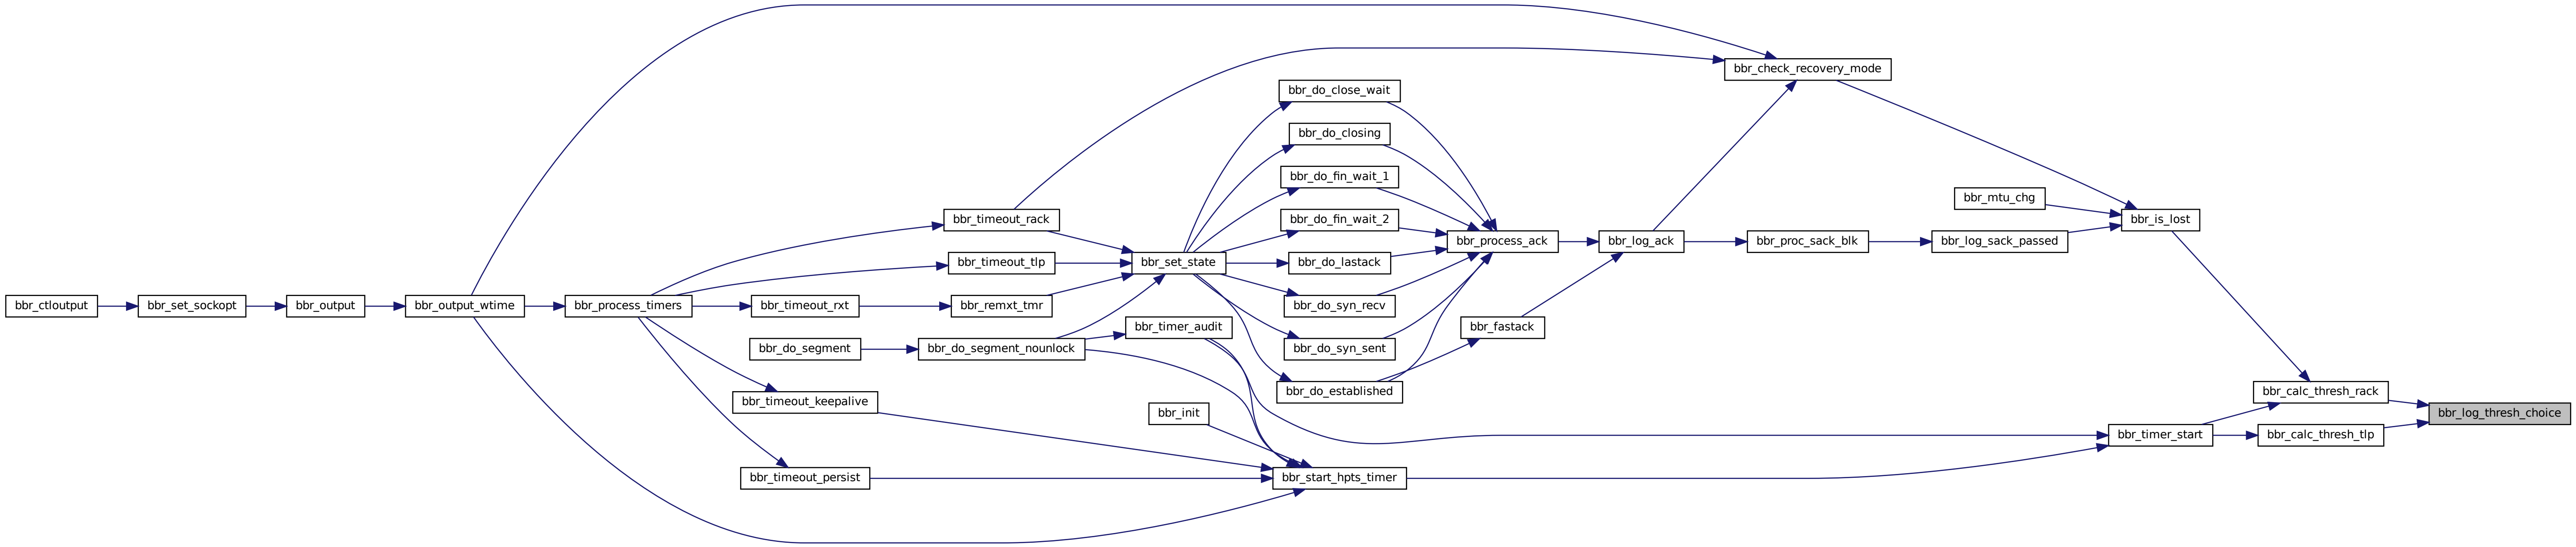 bbr_check_recovery_mode
bbr_do_close_wait
bbr_do_closing
bbr_do_fin_wait_1
bbr_mtu_chg
bbr_timeout_rack
bbr_do_fin_wait_2
bbr_is_lost
bbr_set_state
bbr_process_ack
bbr_log_ack
bbr_proc_sack_blk
bbr_log_sack_passed
bbr_timeout_tlp
bbr_do_lastack
bbr_ctloutput
bbr_set_sockopt
bbr_output
bbr_output_wtime
bbr_process_timers
bbr_timeout_rxt
bbr_remxt_tmr
bbr_do_syn_recv
bbr_timer_audit
bbr_fastack
bbr_do_segment
bbr_do_segment_nounlock
bbr_do_syn_sent
bbr_do_established
bbr_calc_thresh_rack
bbr_timeout_keepalive
bbr_init
bbr_log_thresh_choice
bbr_timer_start
bbr_calc_thresh_tlp
bbr_timeout_persist
bbr_start_hpts_timer